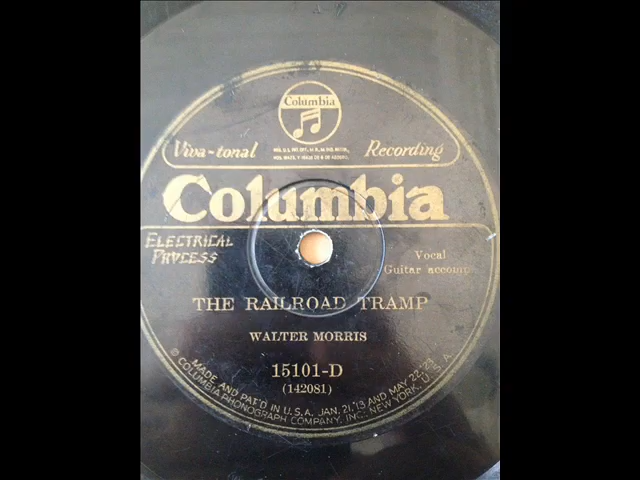 Columbia
Viva-tonal Recording
Columbia
ELECTRICAL
PROCESS
Vocal
Guitar accomp
THE RAILROAD TRAMP
WALTER MORRIS
15101-D
(142081)
MADE AND PAT'D IN U.S.A. JAN. 21, '13 AND MAY 22, '23
© COLUMBIA PHONOGRAPH COMPANY, INC., NEW YORK, U.S.A.